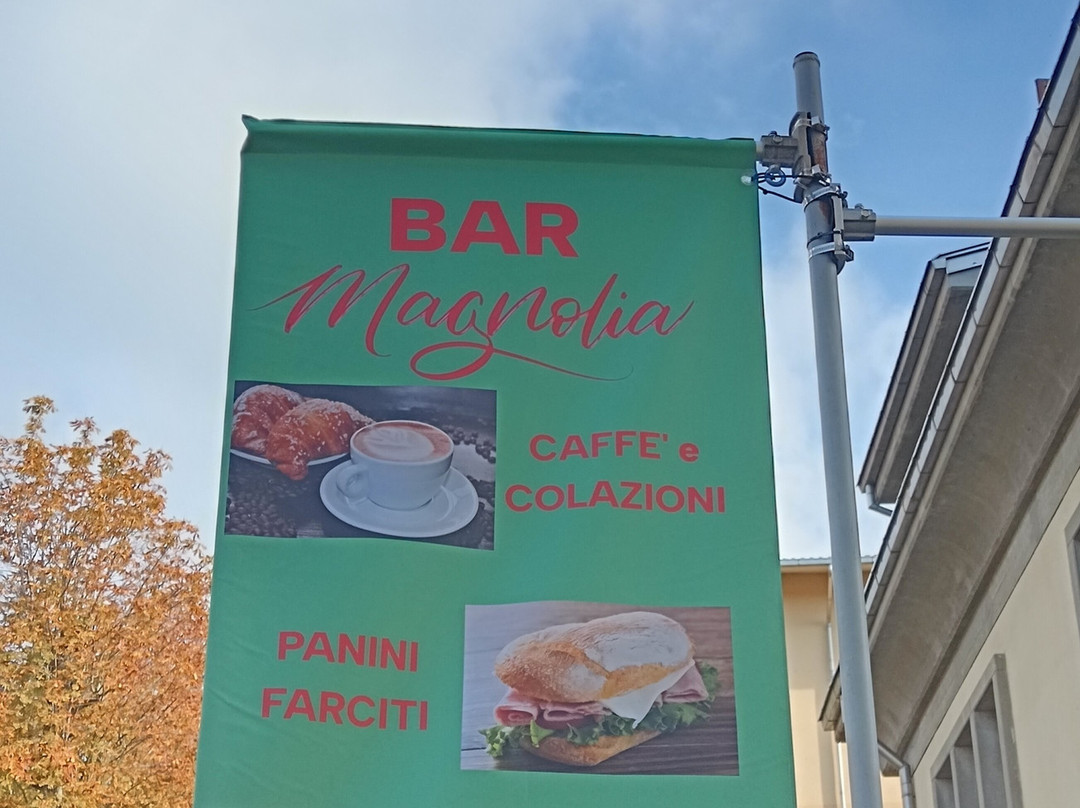 BAR
Magnolia
CAFFE' e
COLAZIONI
PANINI
FARCITI